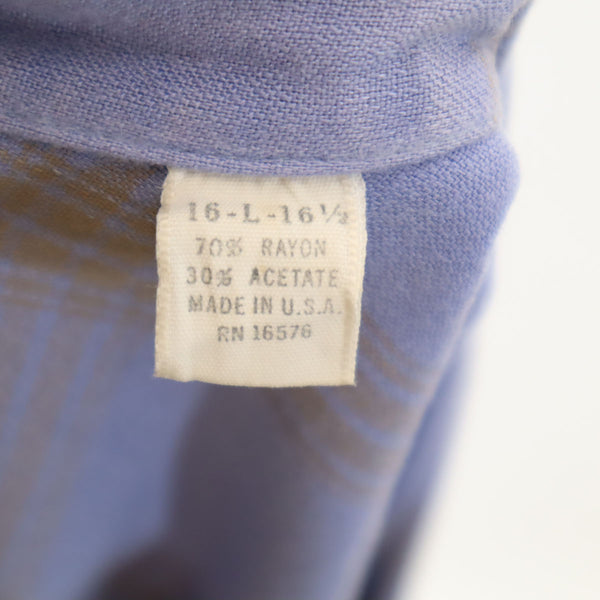 16-L-16½
70% RAYON
30% ACETATE
MADE IN U.S.A.
RN 16576